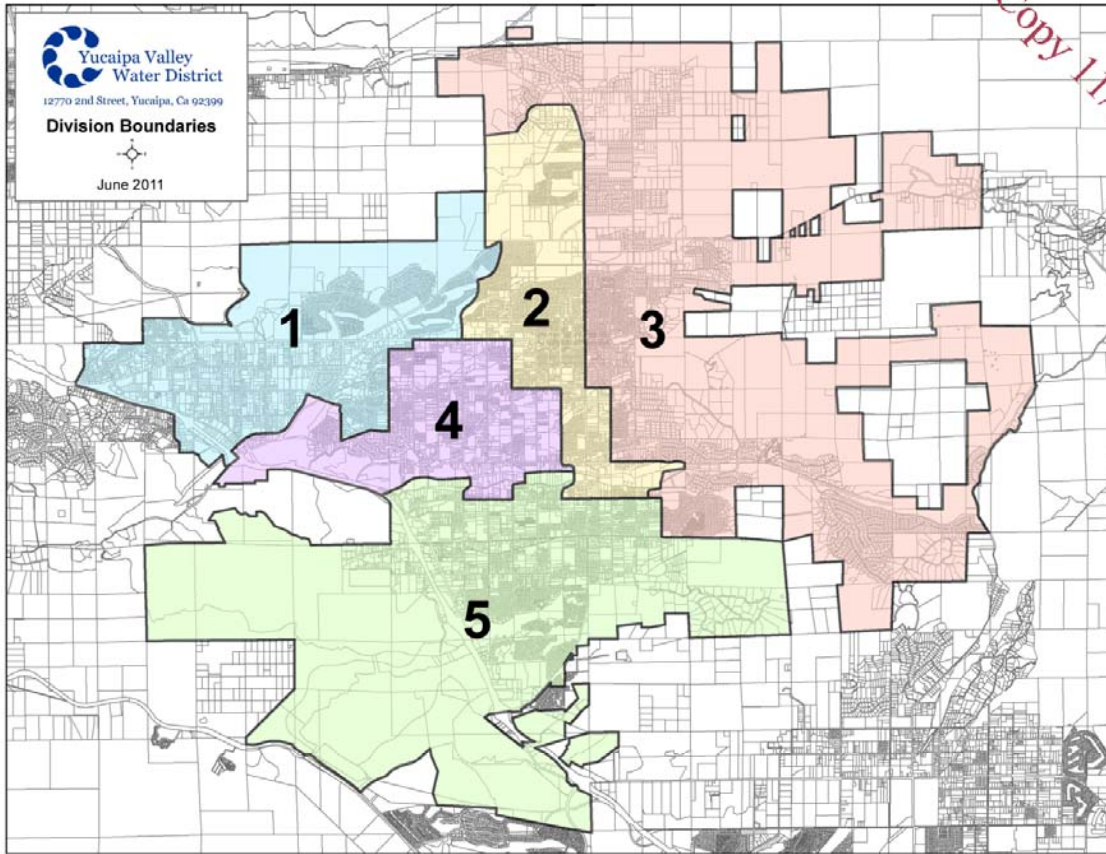 Yucaipa Valley
Water District
12770 2nd Street, Yucaipa, Ca 92399
Division Boundaries
June 2011
Copy
1
2
3
4
5